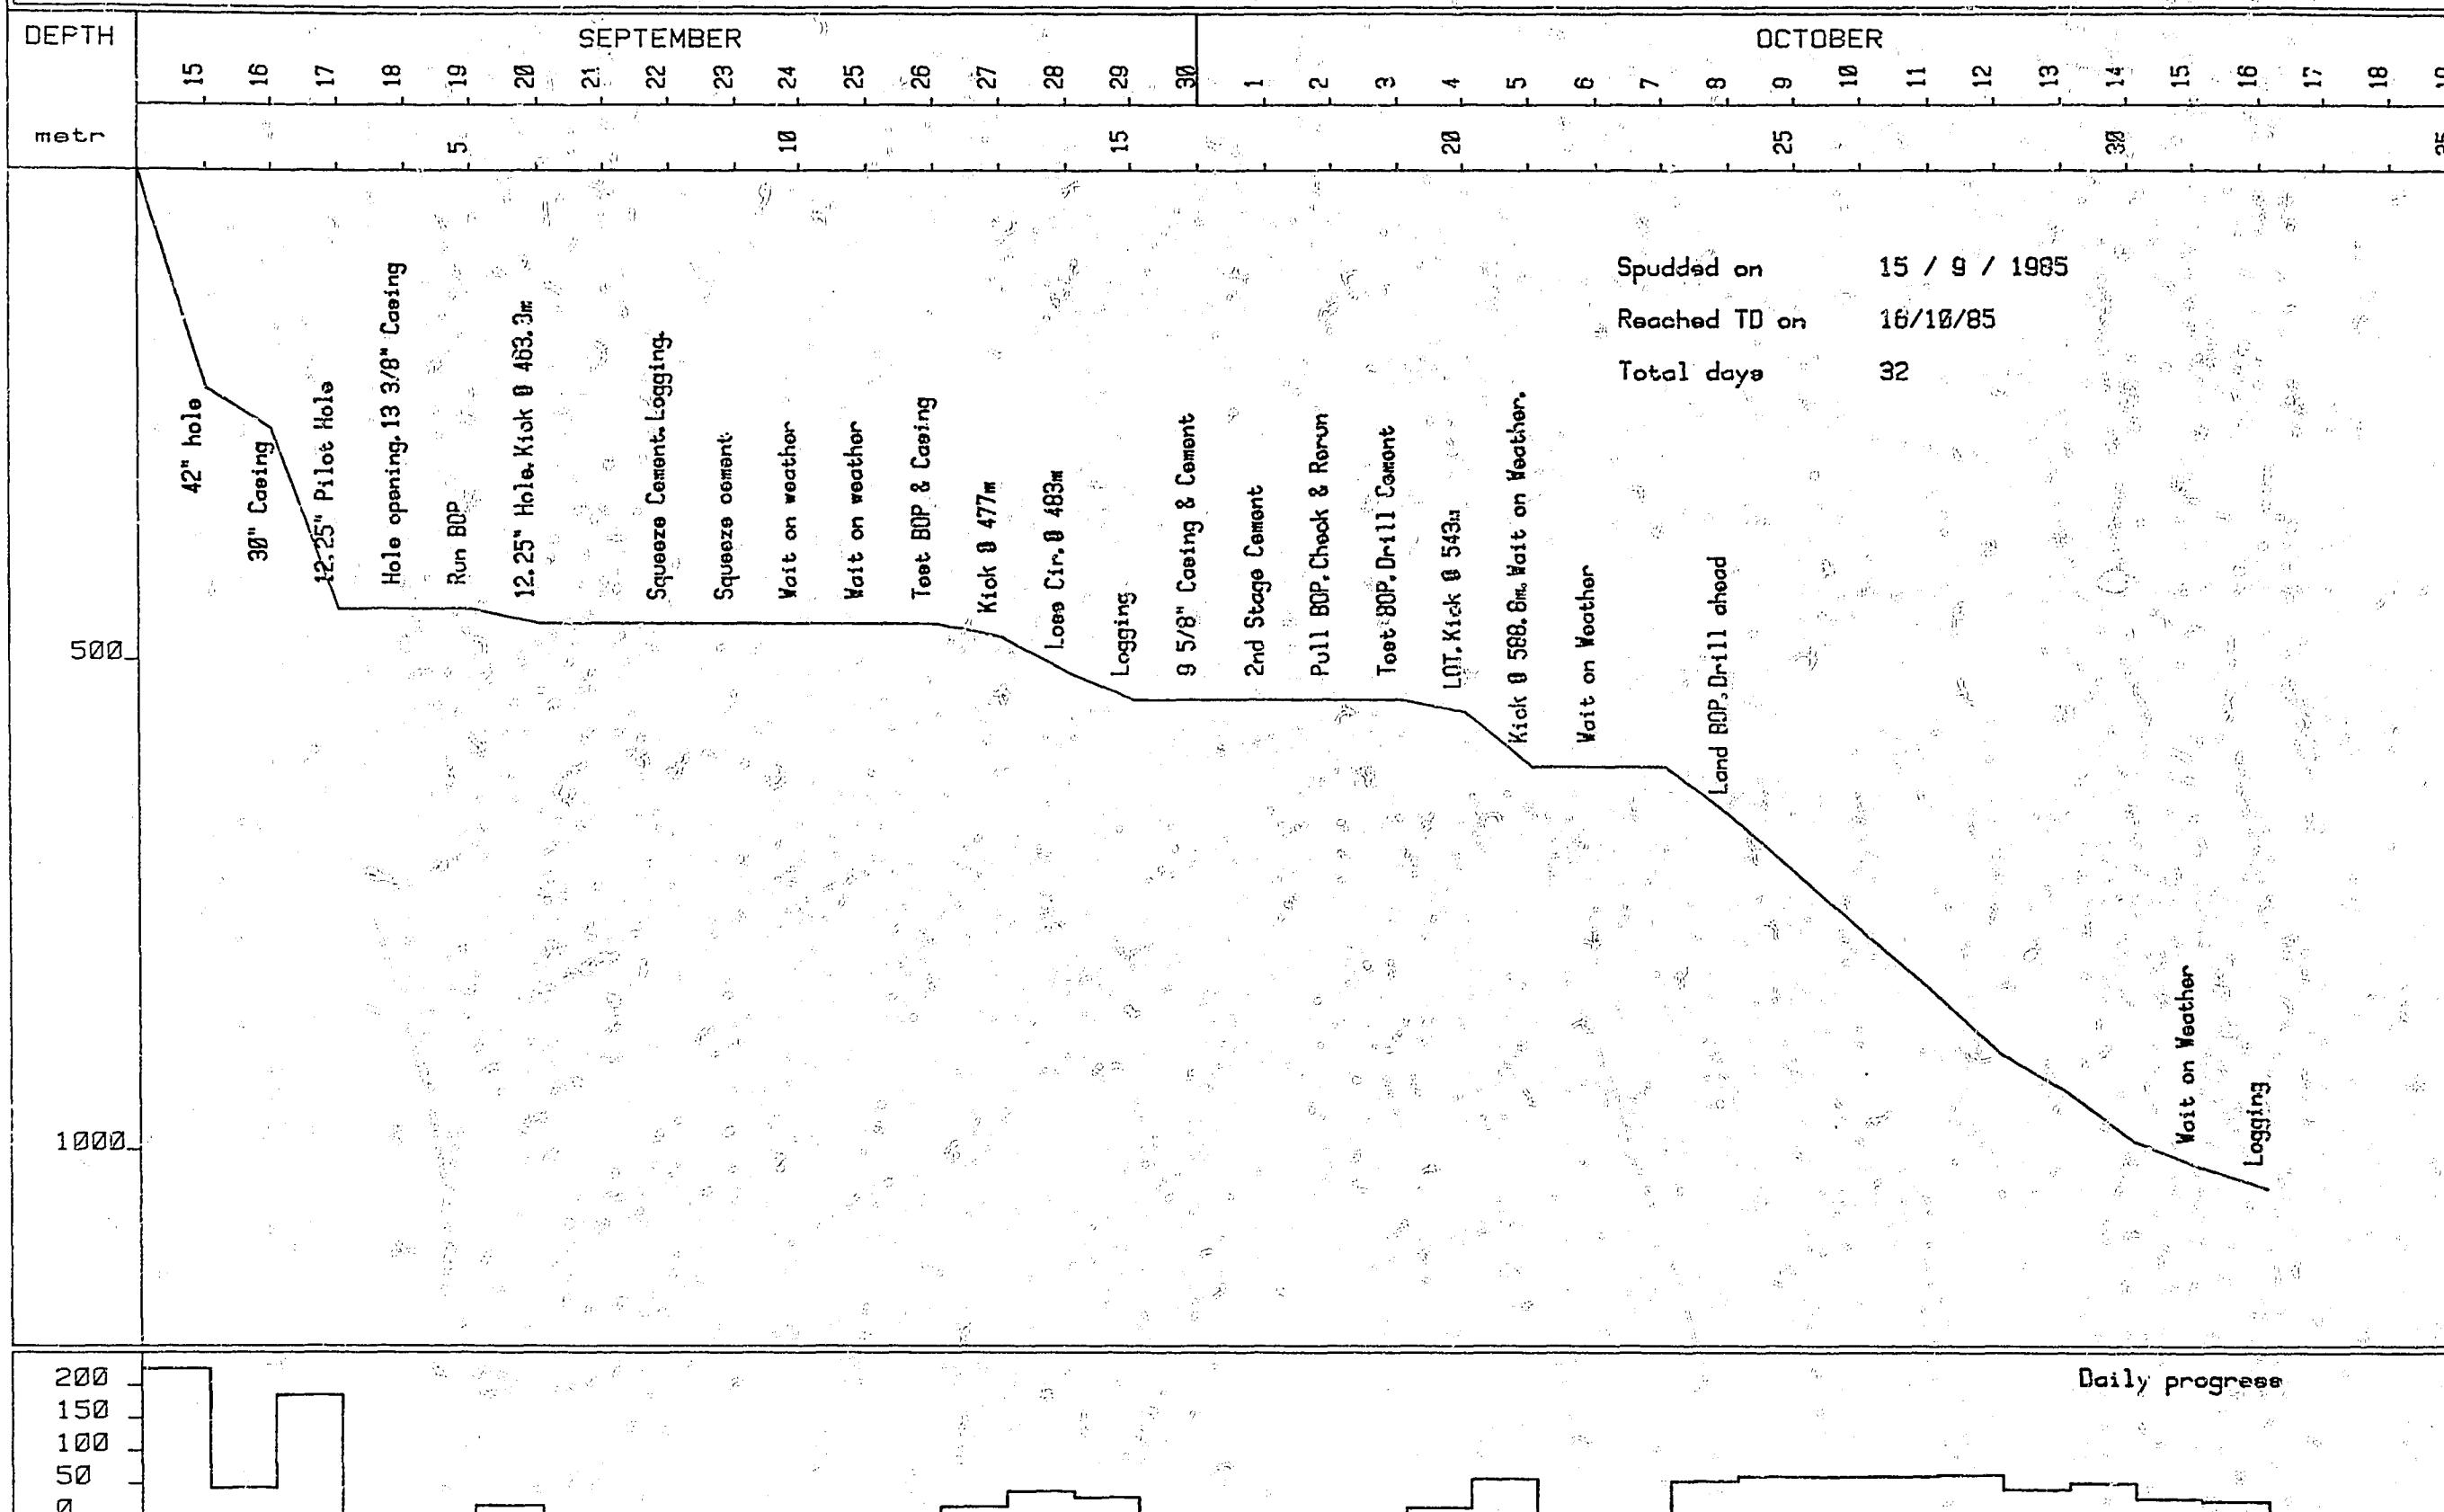 DEPTH
SEPTEMBER
OCTOBER
15 16 17 18 19 20 21 22 23 24 25 26 27 28 29 30 1 2 3 4 5 6 7 8 9 10 11 12 13 14 15 16 17 18 19
metr
5 10 15 20 25 30 35
Spudded on 15 / 9 / 1985
Reached TD on 16/10/85
Total days 32
42" hole
30" Casing
12.25" Pilot Hole
Hole opening. 13 3/8" Casing
Run BOP
12.25" Hole. Kick @ 463.3m
Squeeze Cement. Logging.
Squeeze cement
Wait on weather
Wait on weather
Test BOP & Casing
Kick @ 477m
Loss Cir. @ 483m
Logging
9 5/8" Casing & Cement
2nd Stage Cement
Pull BOP. Check & Rerun
Test BOP. Drill Cement
LOT. Kick @ 543m
Kick @ 588.8m. Wait on Weather.
Wait on Weather
Land BOP. Drill ahead
Wait on Weather
Logging
500
1000
Daily progress
200
150
100
50
0